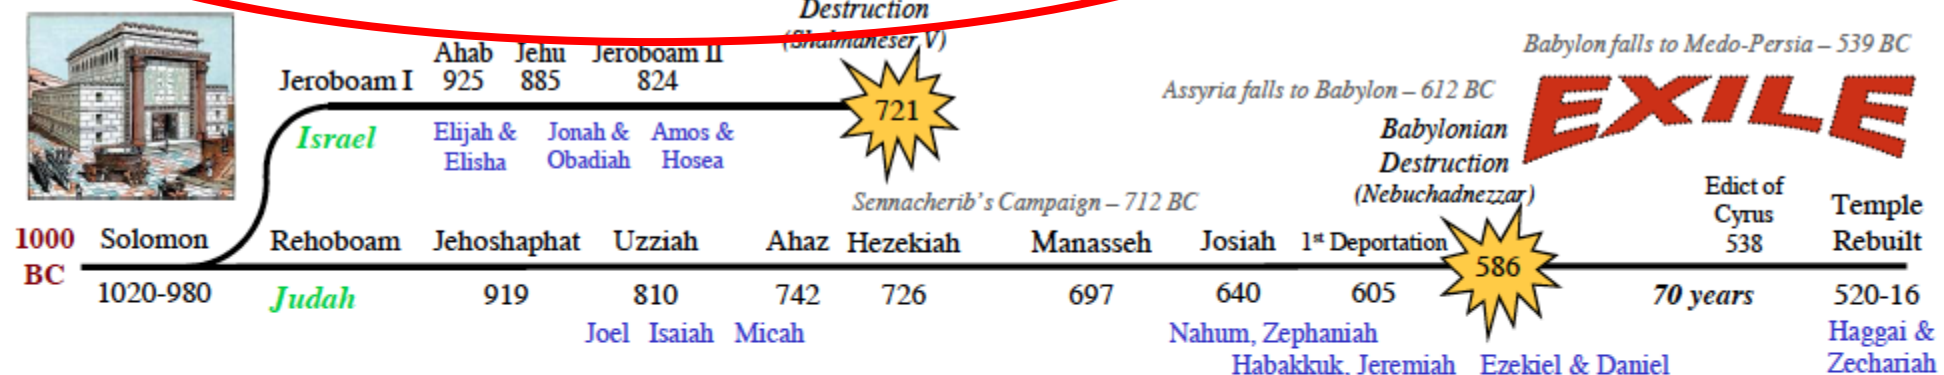 Destruction
(Shalmaneser V)
Ahab Jehu Jeroboam II
Jeroboam I 925 885 824
721
Israel
Elijah & Jonah & Amos &
Elisha Obadiah Hosea
Babylon falls to Medo-Persia – 539 BC
EXILE
Assyria falls to Babylon – 612 BC
Babylonian
Destruction
(Nebuchadnezzar)
Sennacherib's Campaign – 712 BC
Edict of
Cyrus
538
Temple
Rebuilt
1000
BC
Solomon Rehoboam Jehoshaphat Uzziah Ahaz Hezekiah Manasseh Josiah 1st Deportation
586
1020-980 Judah 919 810 742 726 697 640 605 70 years 520-16
Joel Isaiah Micah
Nahum, Zephaniah
Habakkuk, Jeremiah Ezekiel & Daniel
Haggai &
Zechariah